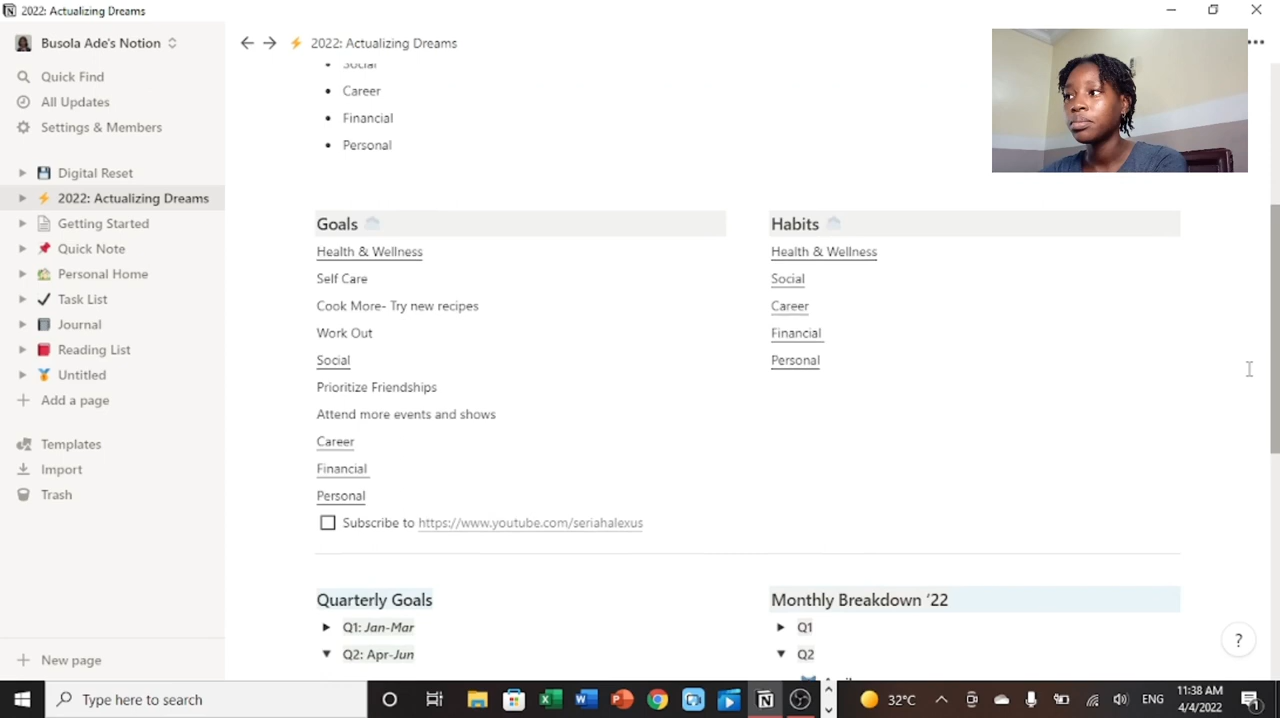 2022: Actualizing Dreams
Busola Ade's Notion
2022: Actualizing Dreams
Quick Find
All Updates
Settings & Members
Digital Reset
2022: Actualizing Dreams
Getting Started
Quick Note
Personal Home
Task List
Journal
Reading List
Untitled
Add a page
Templates
Import
Trash
New page
Social
Career
Financial
Personal
Goals
Health & Wellness
Self Care
Cook More- Try new recipes
Work Out
Social
Prioritize Friendships
Attend more events and shows
Career
Financial
Personal
Subscribe to https://www.youtube.com/seriahalexus
Habits
Health & Wellness
Social
Career
Financial
Personal
Quarterly Goals
Q1: Jan-Mar
Q2: Apr-Jun
Monthly Breakdown ‘22
Q1
Q2
?
Type here to search
32°C
ENG
11:38 AM
4/4/2022
1